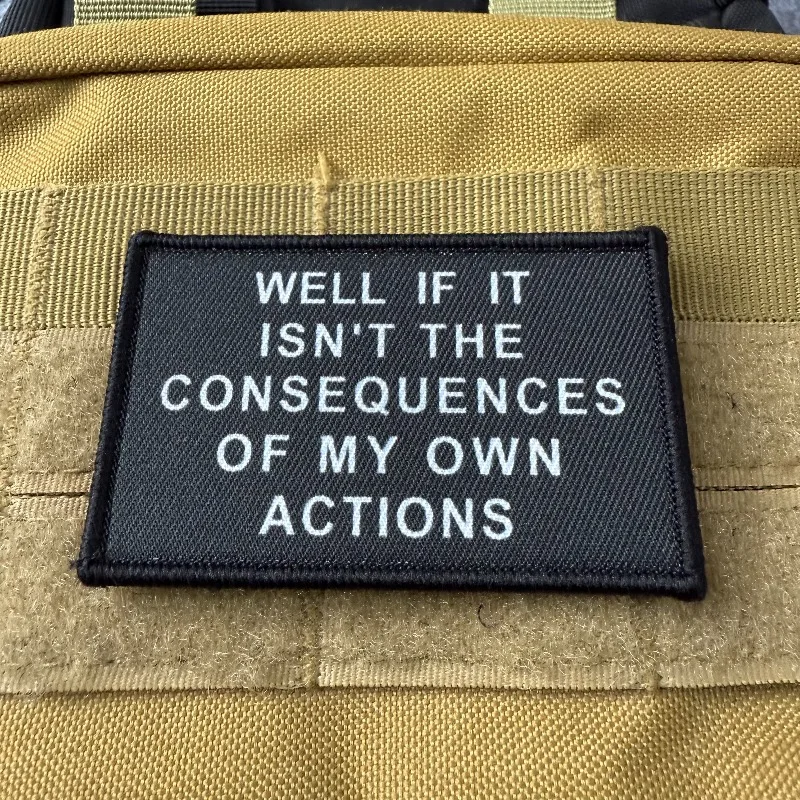 WELL IF IT
ISN'T THE
CONSEQUENCES
OF MY OWN
ACTIONS